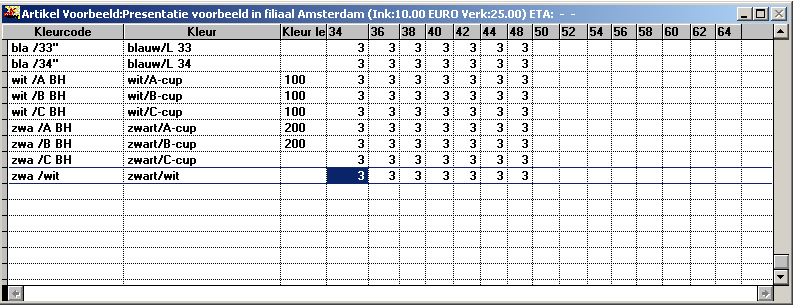 Artikel Voorbeeld:Presentatie voorbeeld in filiaal Amsterdam (Ink:10.00 EURO Verk:25.00) ETA: - -
Kleurcode Kleur Kleur le 34 36 38 40 42 44 48 50 52 54 56 58 60 62 64
bla /33" blauw/L 33 3 3 3 3 3 3 3
bla /34" blauw/L 34 3 3 3 3 3 3 3
wit /A BH wit/A-cup 100 3 3 3 3 3 3 3
wit /B BH wit/B-cup 100 3 3 3 3 3 3 3
wit /C BH wit/C-cup 100 3 3 3 3 3 3 3
zwa /A BH zwart/A-cup 200 3 3 3 3 3 3 3
zwa /B BH zwart/B-cup 200 3 3 3 3 3 3 3
zwa /C BH zwart/C-cup 3 3 3 3 3 3 3
zwa /wit zwart/wit 3 3 3 3 3 3 3